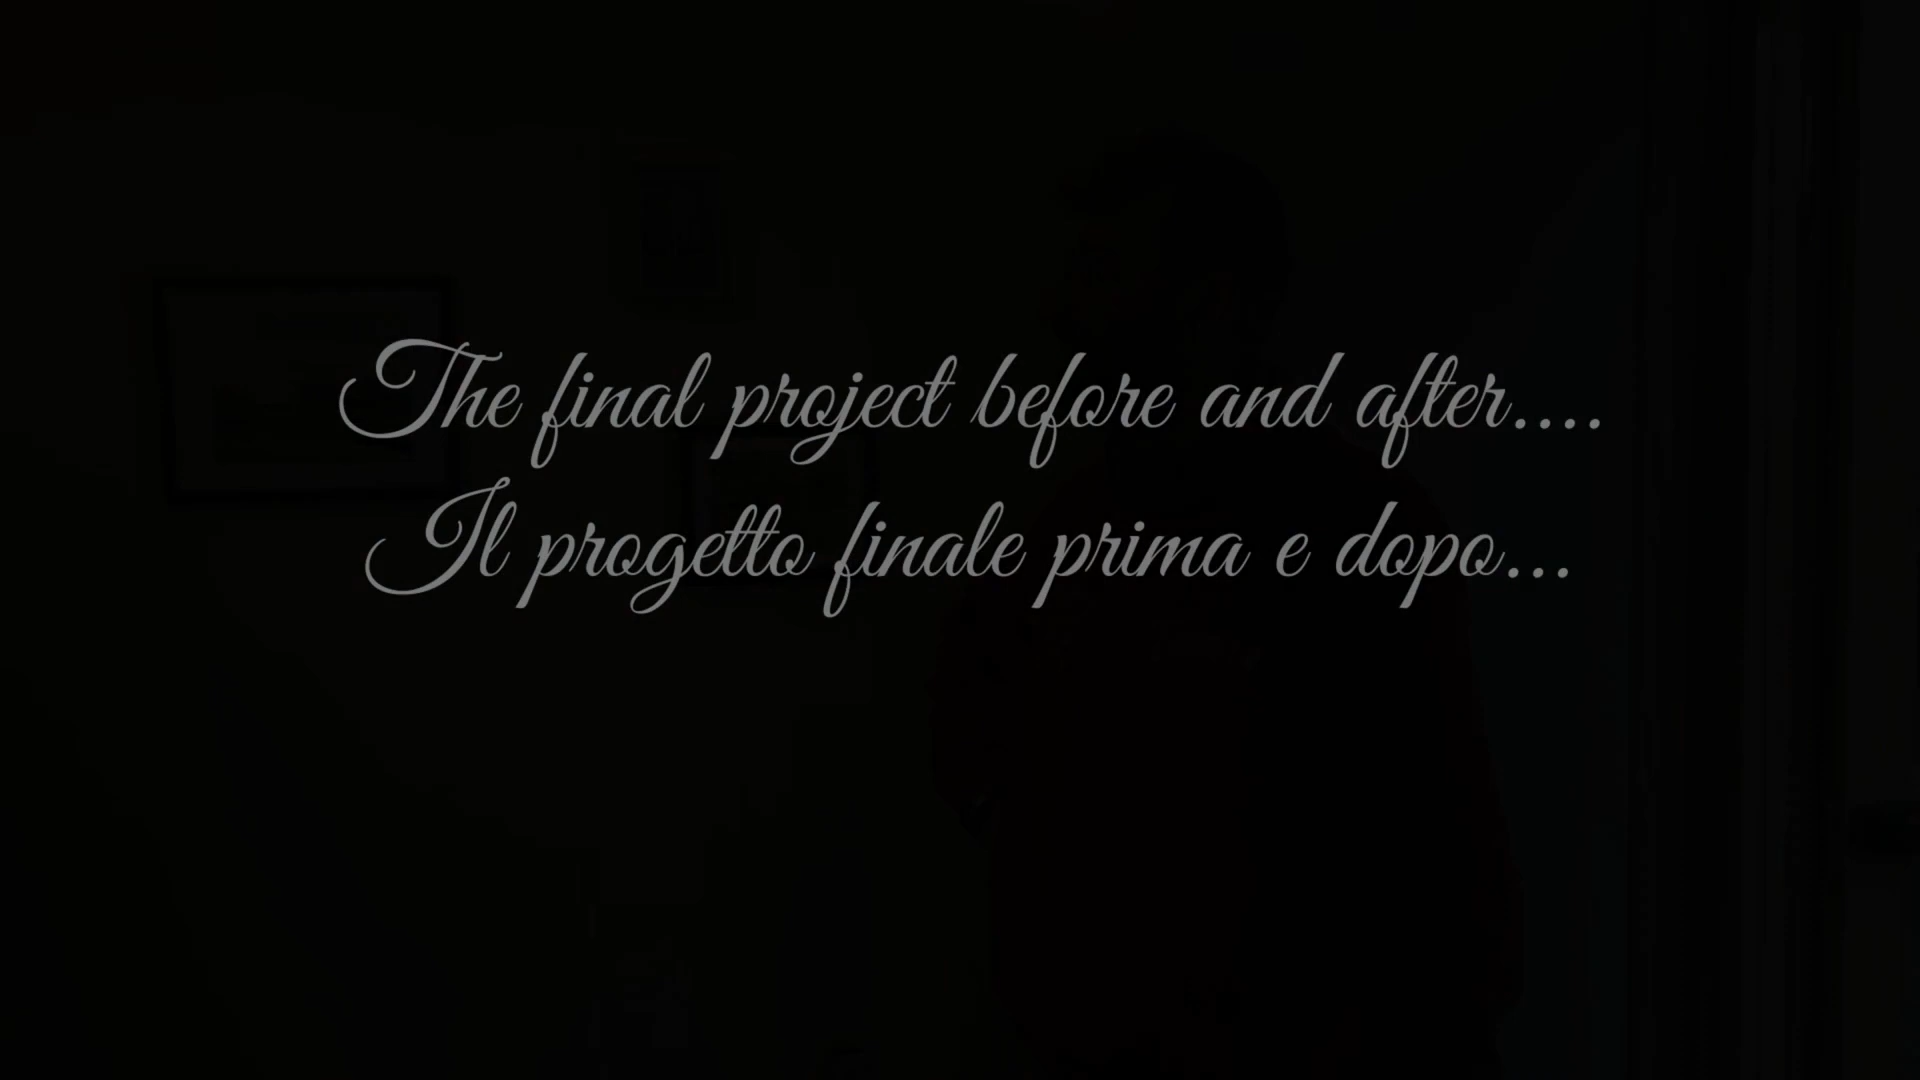 The final project before and after....
Il progetto finale prima e dopo...